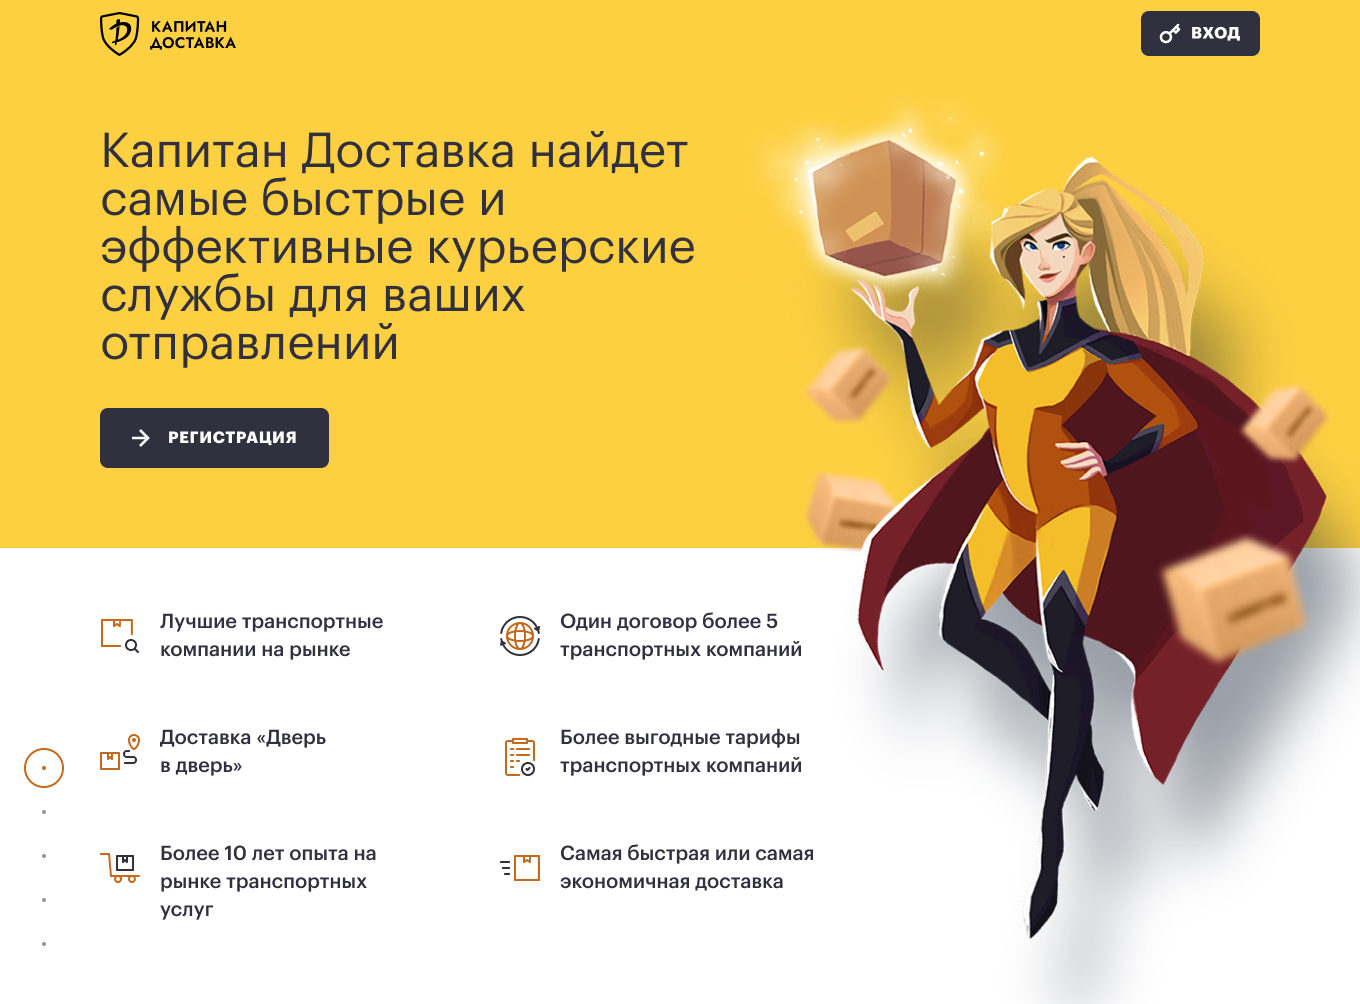 КАПИТАН
ДОСТАВКА
ВХОД
Капитан Доставка найдет
самые быстрые и
эффективные курьерские
службы для ваших
отправлений
РЕГИСТРАЦИЯ
Лучшие транспортные
компании на рынке
Один договор более 5
транспортных компаний
Доставка «Дверь
в дверь»
Более выгодные тарифы
транспортных компаний
Более 10 лет опыта на
рынке транспортных
услуг
Самая быстрая или самая
экономичная доставка